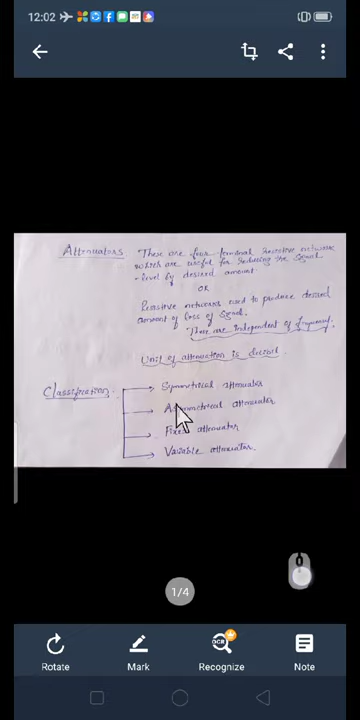 12:02
Attenuators These are four terminal resistive network
which are useful for reducing the signal
-level by desired amount.
OR
Resistive networks used to produce desired
amount of loss of signal.
These are independent of frequency.
Unit of attenuation is decibel.
Classification
Symmetrical attenuator
Asymmetrical attenuator
Fixed attenuator
Variable attenuator
1/4
OCR
Rotate Mark Recognize Note